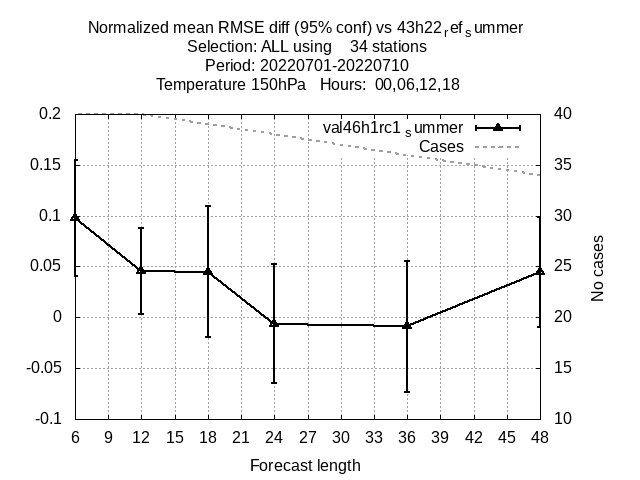 Normalized mean RMSE diff (95% conf) vs 43h22refsummer
Selection: ALL using 34 stations
Period: 20220701-20220710
Temperature 150hPa Hours: 00,06,12,18
val46h1rc1summer
Cases
0.2
0.15
0.1
0.05
0
-0.05
-0.1
40
35
30
25
20
15
10
No cases
6 9 12 15 18 21 24 27 30 33 36 39 42 45 48
Forecast length